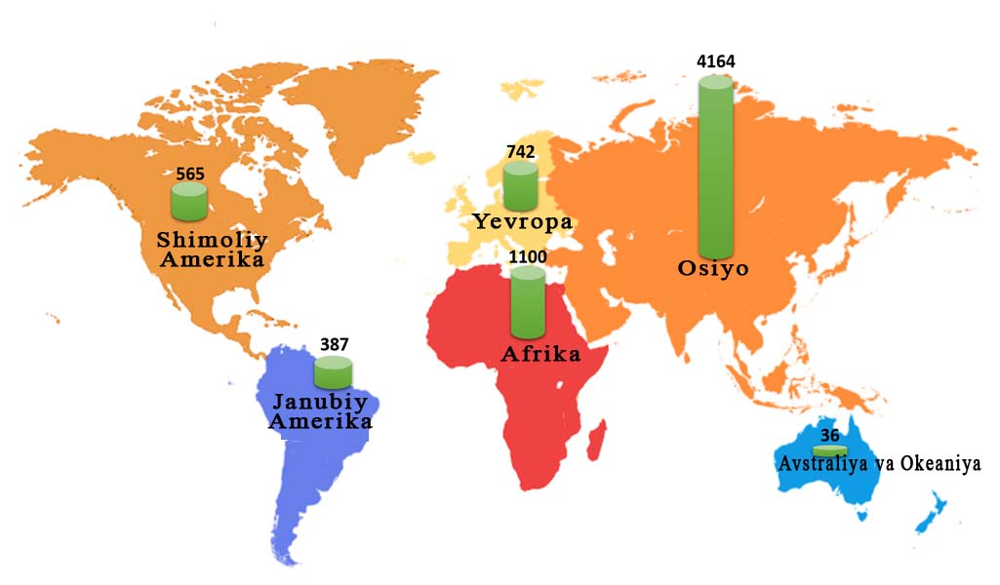 4164
742
565
Shimoliy
Amerika
Yevropa
1100
Osiyo
387
Afrika
Janubiy
Amerika
36
Avstraliya va Okeaniya